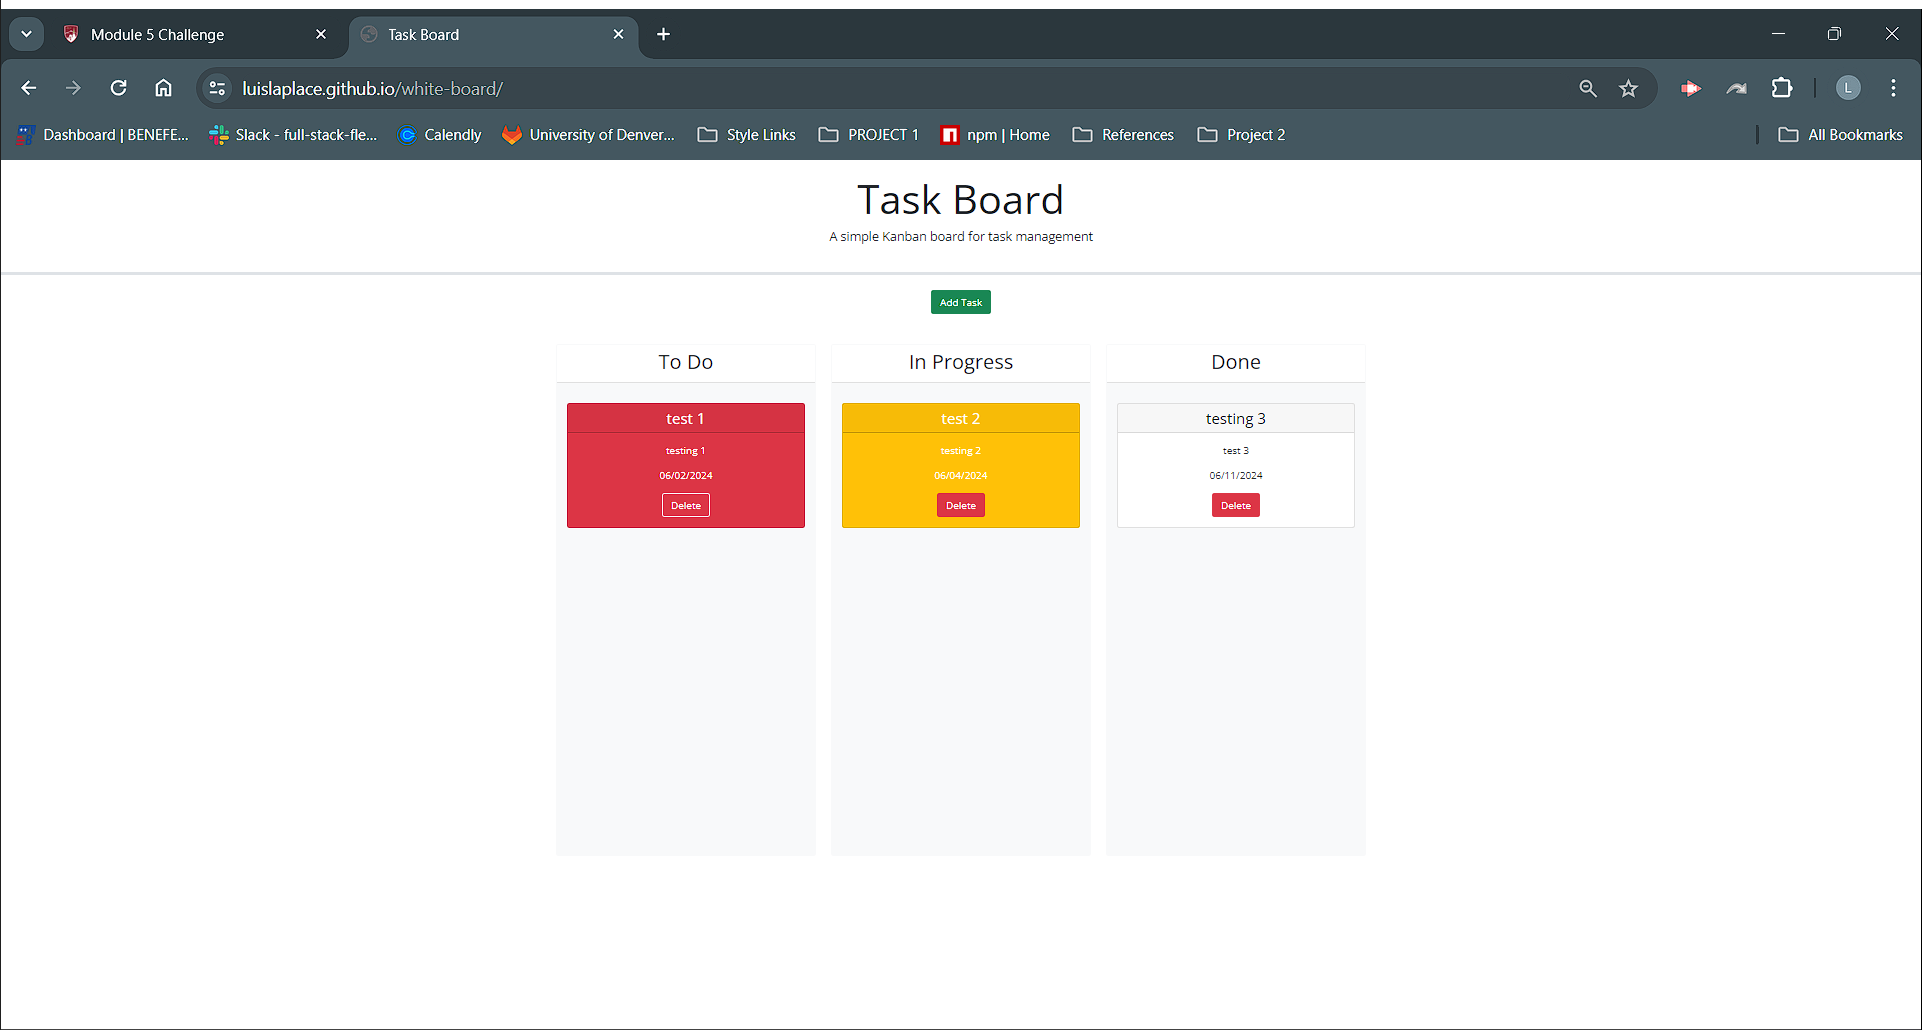 Module 5 Challenge
Task Board
luislaplace.github.io/white-board/
L
Dashboard | BENEFE...
Slack - full-stack-fle...
Calendly
University of Denver...
Style Links
PROJECT 1
npm | Home
References
Project 2
All Bookmarks
Task Board
A simple Kanban board for task management
Add Task
To Do
test 1
testing 1
06/02/2024
Delete
In Progress
test 2
testing 2
06/04/2024
Delete
Done
testing 3
test 3
06/11/2024
Delete